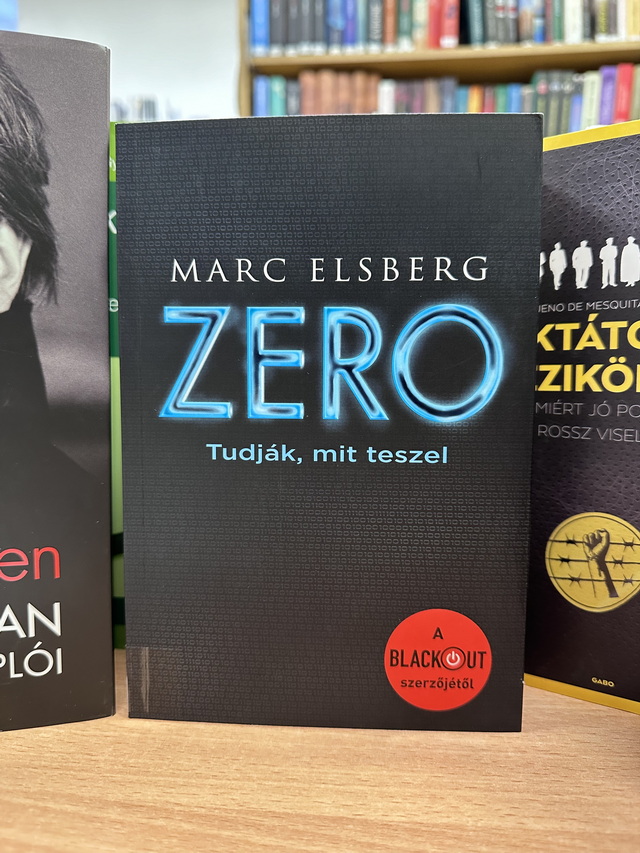 MARC ELSBERG
ZERO
Tudják, mit teszel
A
BLACKOUT
szerzőjétől
en
AN
PLÓI
ENO DE MESQUITA
KTÁTO
ZIKÖ
MIÉRT JÓ PO
ROSSZ VISEL
GABO